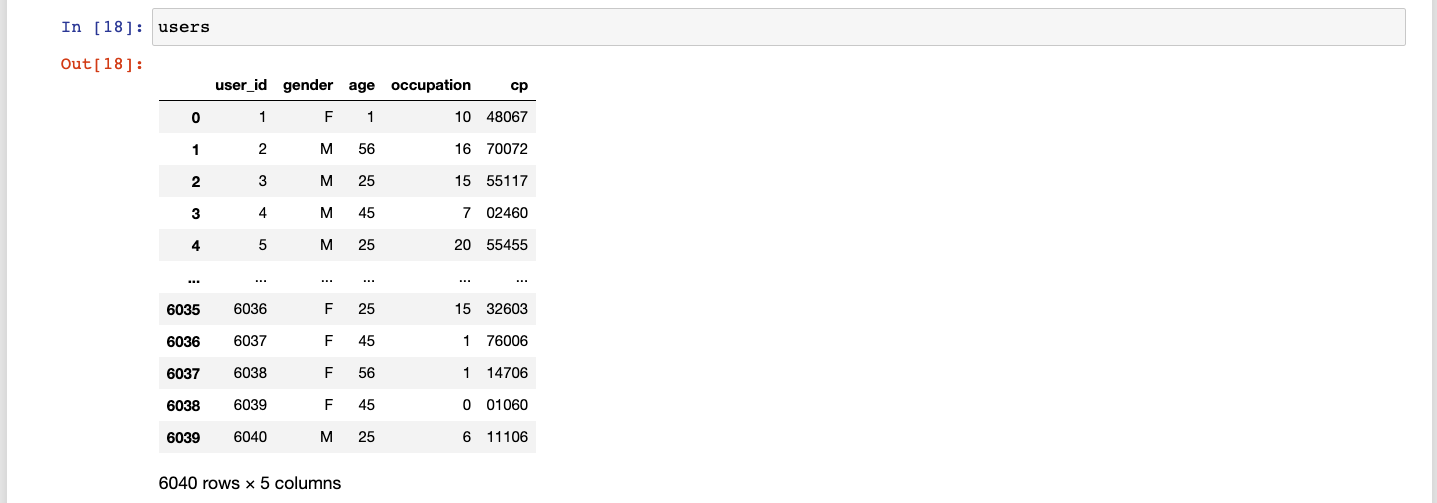 In [18]: users
Out[18]:
user_id gender age occupation cp
0 1 F 1 10 48067
1 2 M 56 16 70072
2 3 M 25 15 55117
3 4 M 45 7 02460
4 5 M 25 20 55455
... ... ... ... ... ...
6035 6036 F 25 15 32603
6036 6037 F 45 1 76006
6037 6038 F 56 1 14706
6038 6039 F 45 0 01060
6039 6040 M 25 6 11106
6040 rows × 5 columns